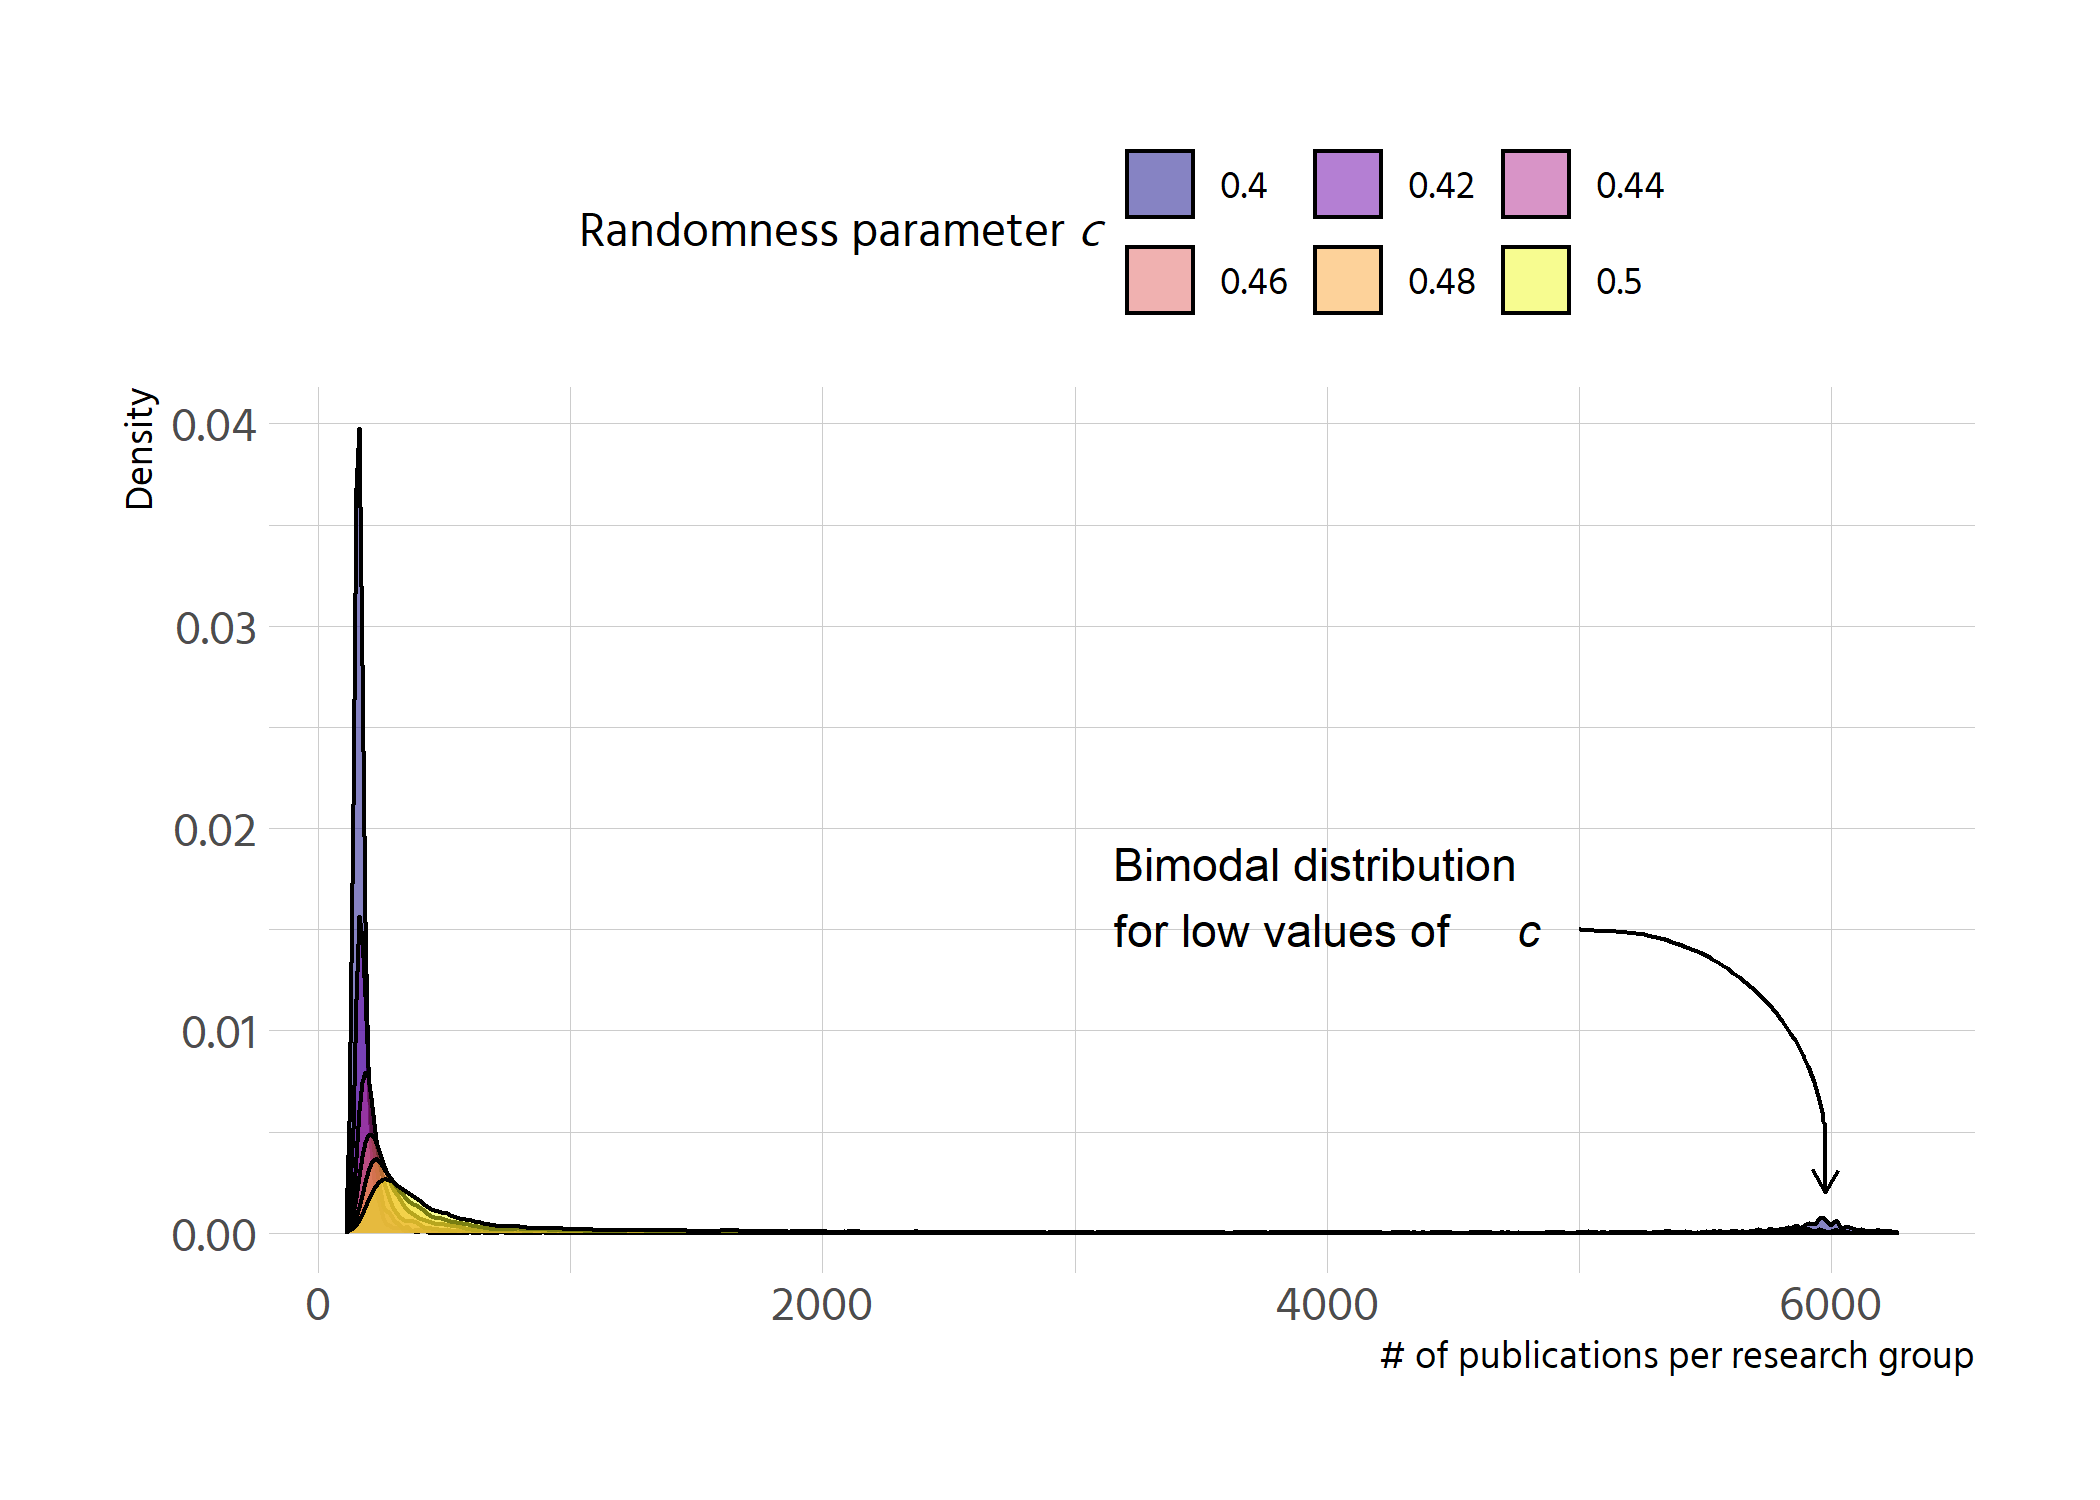 Randomness parameter c
0.4 0.42 0.44
0.46 0.48 0.5
Density
0.04
0.03
0.02
0.01
0.00
Bimodal distribution
for low values of c
0 2000 4000 6000
# of publications per research group